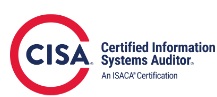 CISA®
Certified Information
Systems Auditor®
An ISACA® Certification